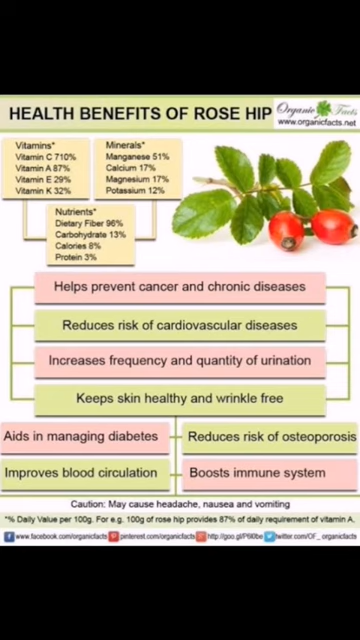 HEALTH BENEFITS OF ROSE HIP
Organic Facts
www.organicfacts.net
Vitamins*
Vitamin C 710%
Vitamin A 87%
Vitamin E 29%
Vitamin K 32%
Minerals*
Manganese 51%
Calcium 17%
Magnesium 17%
Potassium 12%
Nutrients*
Dietary Fiber 96%
Carbohydrate 13%
Calories 8%
Protein 3%
Helps prevent cancer and chronic diseases
Reduces risk of cardiovascular diseases
Increases frequency and quantity of urination
Keeps skin healthy and wrinkle free
Aids in managing diabetes
Reduces risk of osteoporosis
Improves blood circulation
Boosts immune system
Caution: May cause headache, nausea and vomiting
*% Daily Value per 100g. For e.g. 100g of rose hip provides 87% of daily requirement of vitamin A.
www.facebook.com/organicfacts
pinterest.com/organicfacts
twitter.com/OF_organicfacts